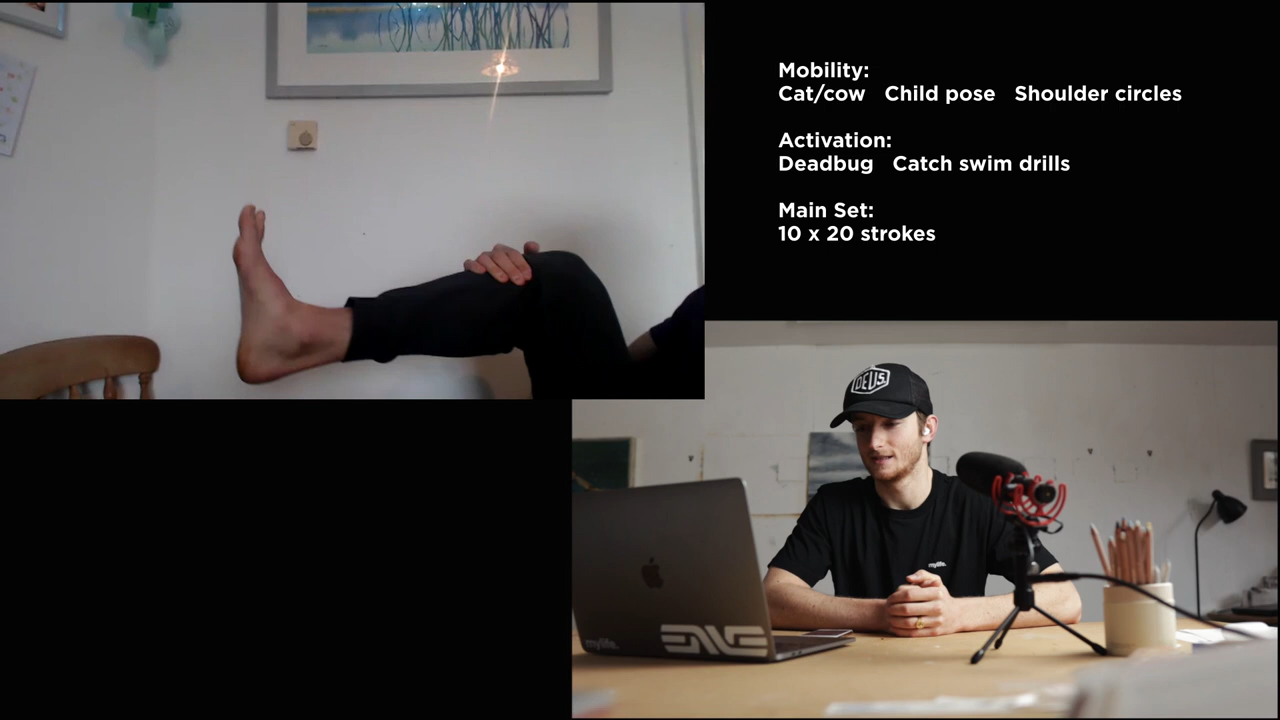 Mobility:
Cat/cow Child pose Shoulder circles
Activation:
Deadbug Catch swim drills
Main Set:
10 x 20 strokes
DEUS
mylife.
mylife.